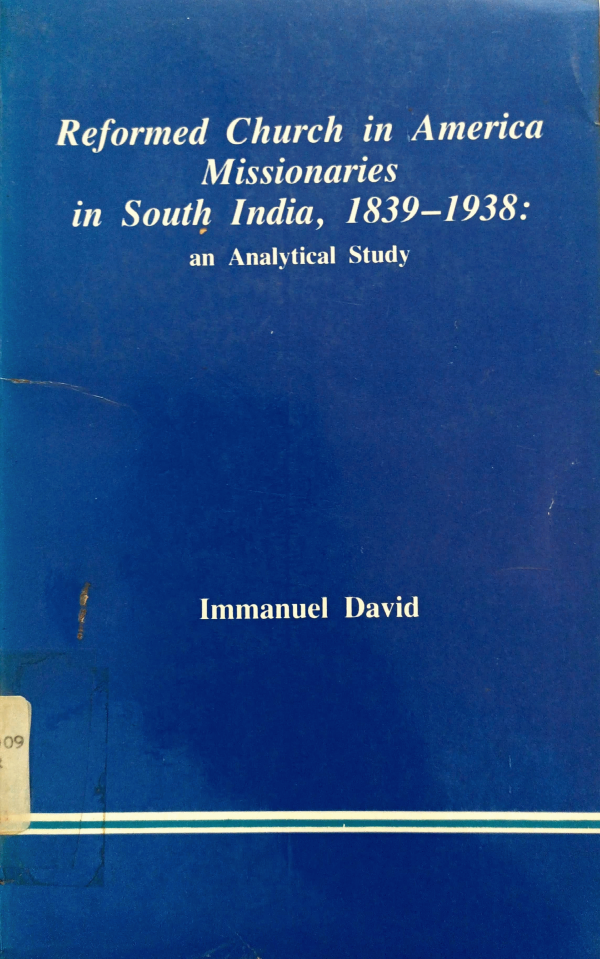 Reformed Church in America
Missionaries
in South India, 1839–1938:
an Analytical Study
Immanuel David
09